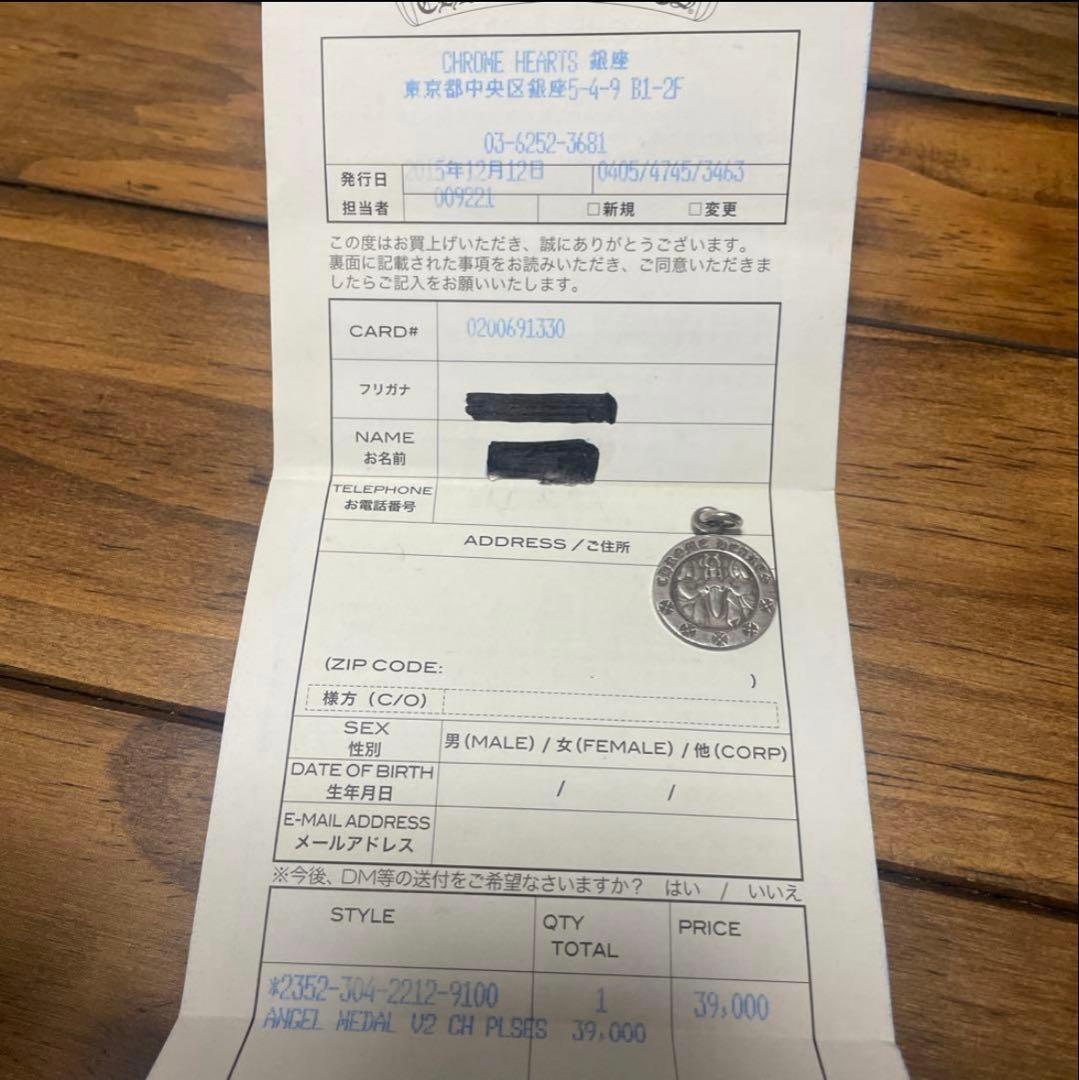 CHROME HEARTS 銀座
東京都中央区銀座5-4-9 B1-2F
03-6252-3681
発行日 2015年12月12日 0405/4745/3463
担当者 009221 □新規 □変更
この度はお買上げいただき、誠にありがとうございます。
裏面に記載された事項をお読みいただき、ご同意いただきま
したらご記入をお願いいたします。
CARD# 0200691330
フリガナ
NAME
お名前
TELEPHONE
お電話番号
ADDRESS/ご住所
CHROME HEARTS
(ZIP CODE: )
様方 (C/O)
SEX
性別
男(MALE) / 女(FEMALE) / 他(CORP)
DATE OF BIRTH
生年月日
/ /
E-MAIL ADDRESS
メールアドレス
※今後、DM等の送付をご希望なさいますか? はい / いいえ
STYLE QTY PRICE
TOTAL
*2352-304-2212-9100 1 39,000
ANGEL MEDAL V2 CH PLSES 39,000